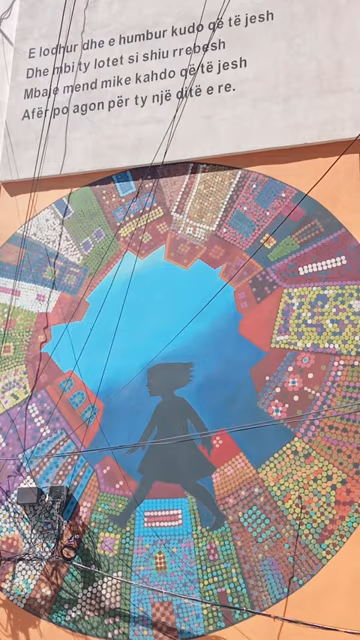 E lodhur dhe e humbur kudo që të jesh
Dhe mbi ty lotet si shiu rrebesh
Mbaje mend mike kahdo që të jesh
Afër po agon për ty një ditë e re.